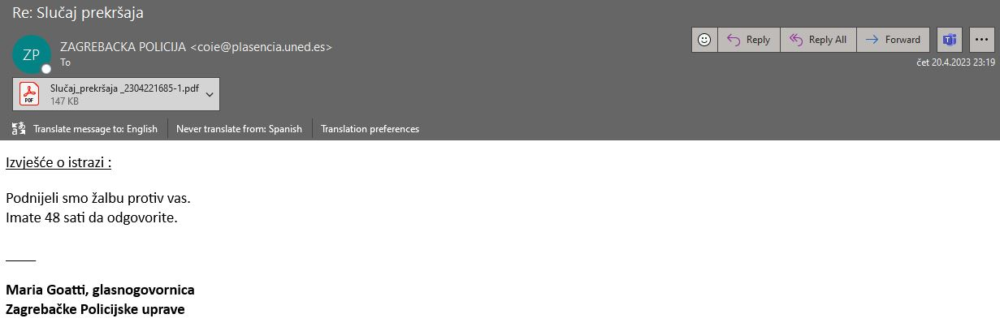 Re: Slučaj prekršaja
ZP
ZAGREBACKA POLICIJA <coie@plasencia.uned.es>
To
Reply
Reply All
Forward
čet 20.4.2023 23:19
PDF
Slučaj_prekršaja _2304221685-1.pdf
147 KB
Translate message to: English
Never translate from: Spanish
Translation preferences
Izvješće o istrazi :
Podnijeli smo žalbu protiv vas.
Imate 48 sati da odgovorite.
____
Maria Goatti, glasnogovornica
Zagrebačke Policijske uprave